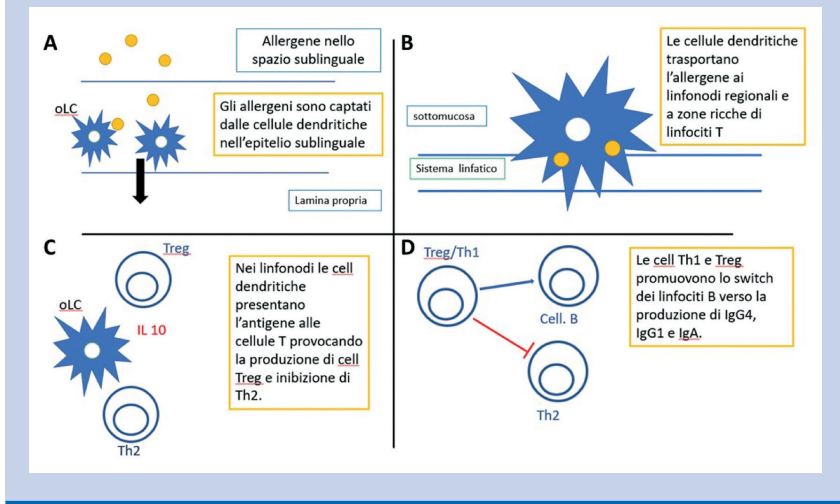 A
Allergene nello
spazio sublinguale
oLC
Gli allergeni sono captati
dalle cellule dendritiche
nell'epitelio sublinguale
Lamina propria
B
Le cellule dendritiche
trasportano
l'allergene ai
linfonodi regionali e
a zone ricche di
linfociti T
sottomucosa
Sistema linfatico
C
Treg
oLC
IL 10
Th2
Nei linfonodi le cell
dendritiche
presentano
l'antigene alle
cellule T provocando
la produzione di cell
Treg e inibizione di
Th2.
D
Treg/Th1
Cell. B
Th2
Le cell Th1 e Treg
promuovono lo switch
dei linfociti B verso la
produzione di IgG4,
IgG1 e IgA.